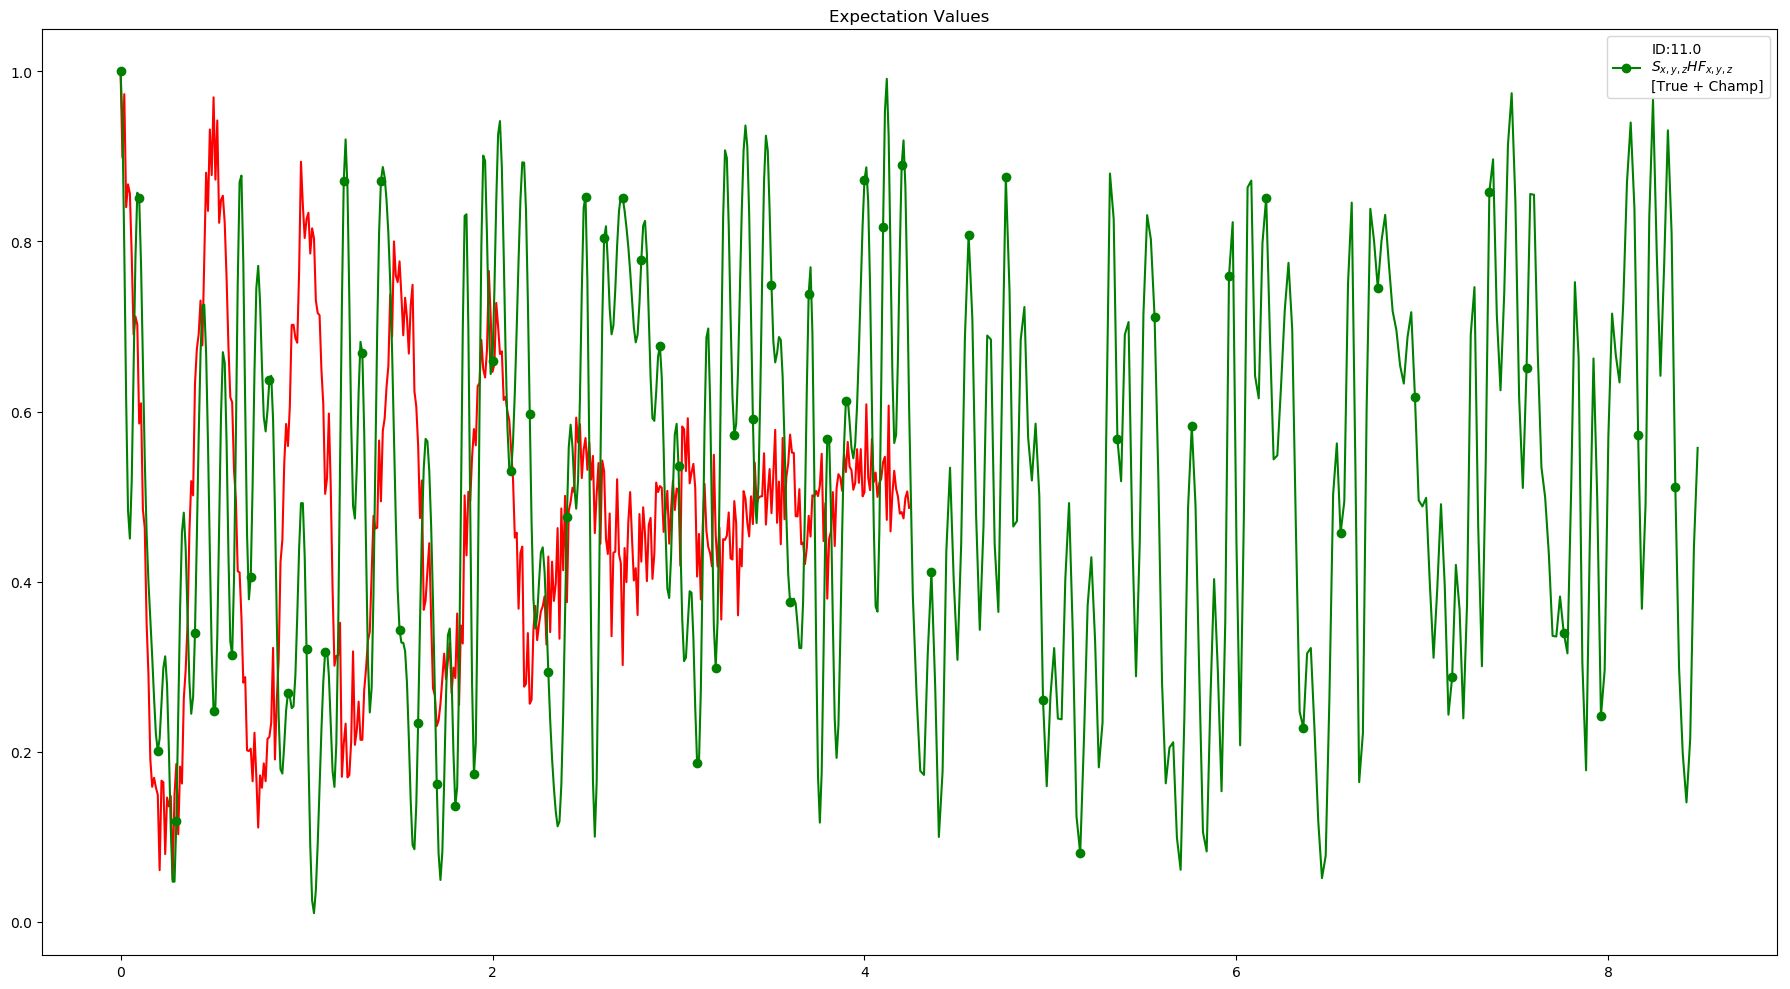 Expectation Values
ID:11.0
S_{x,y,z}HF_{x,y,z}
[True + Champ]
1.0
0.8
0.6
0.4
0.2
0.0
0 2 4 6 8